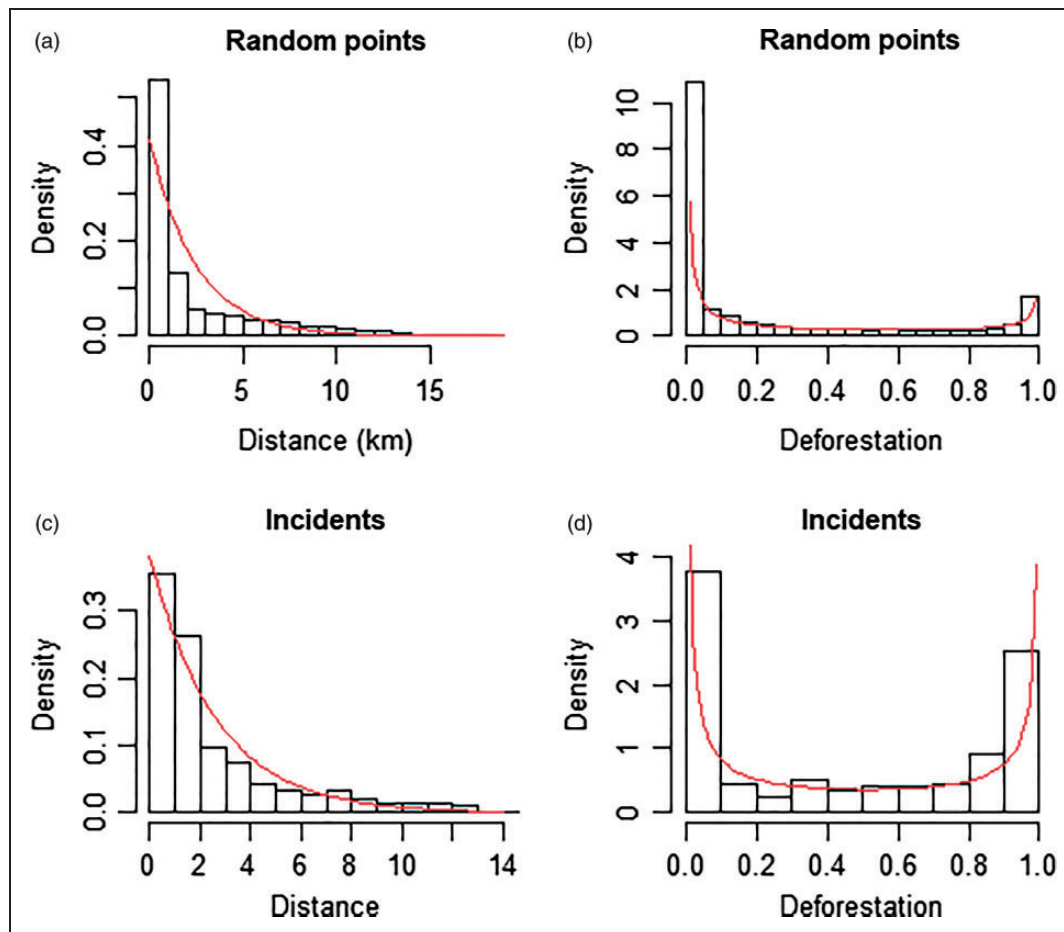 (a)
Random points
Density
0.0 0.2 0.4
0 5 10 15
Distance (km)
(b)
Random points
Density
0 2 4 6 8 10
0.0 0.2 0.4 0.6 0.8 1.0
Deforestation
(c)
Incidents
Density
0.0 0.1 0.2 0.3
0 2 4 6 8 10 14
Distance
(d)
Incidents
Density
0 1 2 3 4
0.0 0.2 0.4 0.6 0.8 1.0
Deforestation